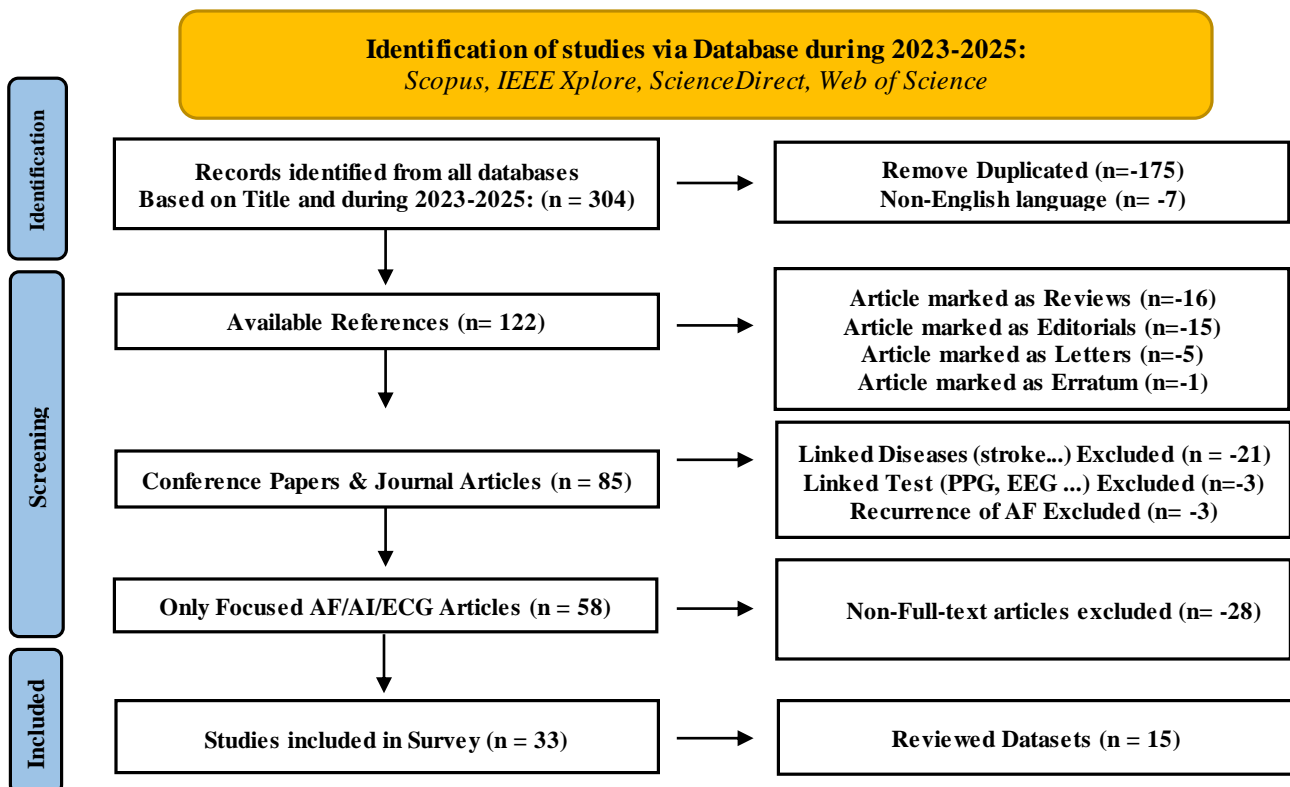 Identification of studies via Database during 2023-2025:
Scopus, IEEE Xplore, ScienceDirect, Web of Science
Identification
Records identified from all databases
Based on Title and during 2023-2025: (n = 304)
Remove Duplicated (n=-175)
Non-English language (n= -7)
Screening
Available References (n= 122)
Article marked as Reviews (n=-16)
Article marked as Editorials (n=-15)
Article marked as Letters (n=-5)
Article marked as Erratum (n=-1)
Conference Papers & Journal Articles (n = 85)
Linked Diseases (stroke...) Excluded (n = -21)
Linked Test (PPG, EEG ...) Excluded (n=-3)
Recurrence of AF Excluded (n= -3)
Only Focused AF/AI/ECG Articles (n = 58)
Non-Full-text articles excluded (n= -28)
Included
Studies included in Survey (n = 33)
Reviewed Datasets (n = 15)